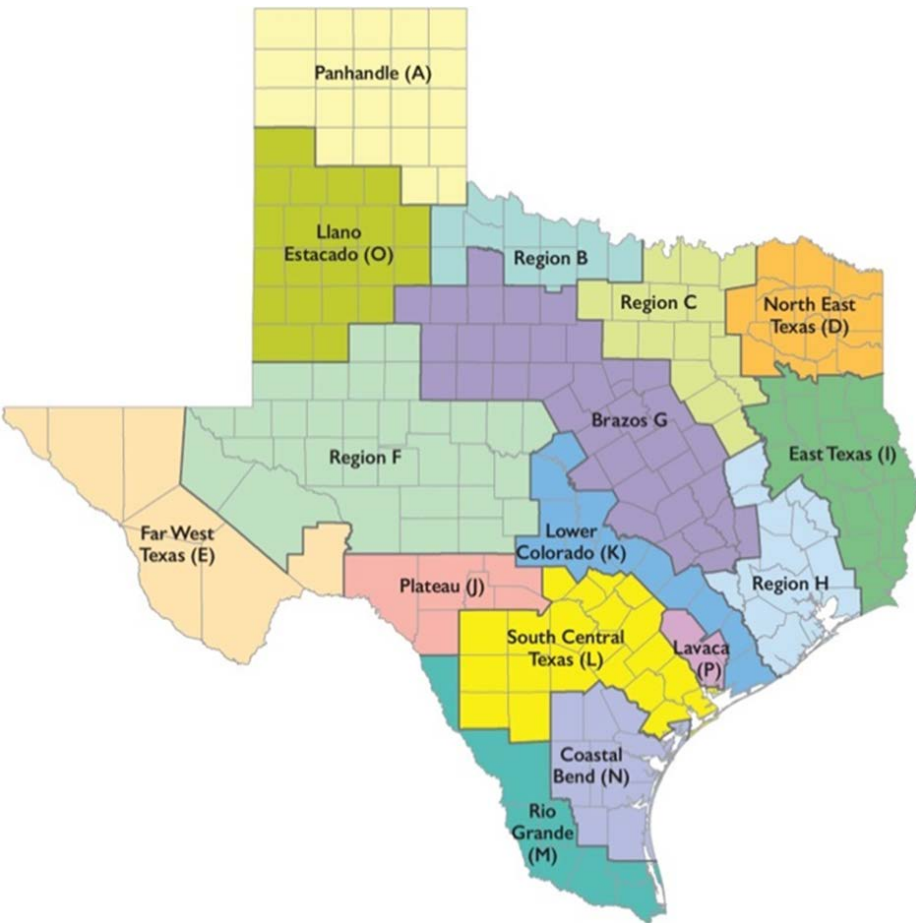 Panhandle (A)
Llano
Estacado (O)
Region B
Region C
North East
Texas (D)
Brazos G
East Texas (I)
Region F
Far West
Texas (E)
Lower
Colorado (K)
Region H
Plateau (J)
South Central
Texas (L)
Lavaca
(P)
Coastal
Bend (N)
Rio
Grande
(M)